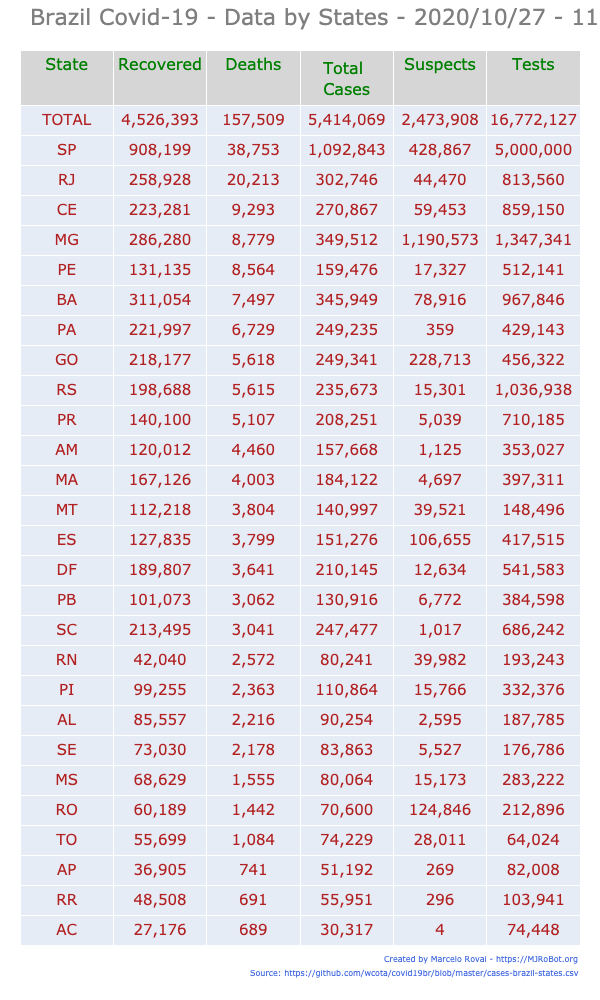 Brazil Covid-19 - Data by States - 2020/10/27 - 11
State Recovered Deaths Total Cases Suspects Tests
TOTAL 4,526,393 157,509 5,414,069 2,473,908 16,772,127
SP 908,199 38,753 1,092,843 428,867 5,000,000
RJ 258,928 20,213 302,746 44,470 813,560
CE 223,281 9,293 270,867 59,453 859,150
MG 286,280 8,779 349,512 1,190,573 1,347,341
PE 131,135 8,564 159,476 17,327 512,141
BA 311,054 7,497 345,949 78,916 967,846
PA 221,997 6,729 249,235 359 429,143
GO 218,177 5,618 249,341 228,713 456,322
RS 198,688 5,615 235,673 15,301 1,036,938
PR 140,100 5,107 208,251 5,039 710,185
AM 120,012 4,460 157,668 1,125 353,027
MA 167,126 4,003 184,122 4,697 397,311
MT 112,218 3,804 140,997 39,521 148,496
ES 127,835 3,799 151,276 106,655 417,515
DF 189,807 3,641 210,145 12,634 541,583
PB 101,073 3,062 130,916 6,772 384,598
SC 213,495 3,041 247,477 1,017 686,242
RN 42,040 2,572 80,241 39,982 193,243
PI 99,255 2,363 110,864 15,766 332,376
AL 85,557 2,216 90,254 2,595 187,785
SE 73,030 2,178 83,863 5,527 176,786
MS 68,629 1,555 80,064 15,173 283,222
RO 60,189 1,442 70,600 124,846 212,896
TO 55,699 1,084 74,229 28,011 64,024
AP 36,905 741 51,192 269 82,008
RR 48,508 691 55,951 296 103,941
AC 27,176 689 30,317 4 74,448
Created by Marcelo Rovai - https://MJRoBot.org
Source: https://github.com/wcota/covid19br/blob/master/cases-brazil-states.csv